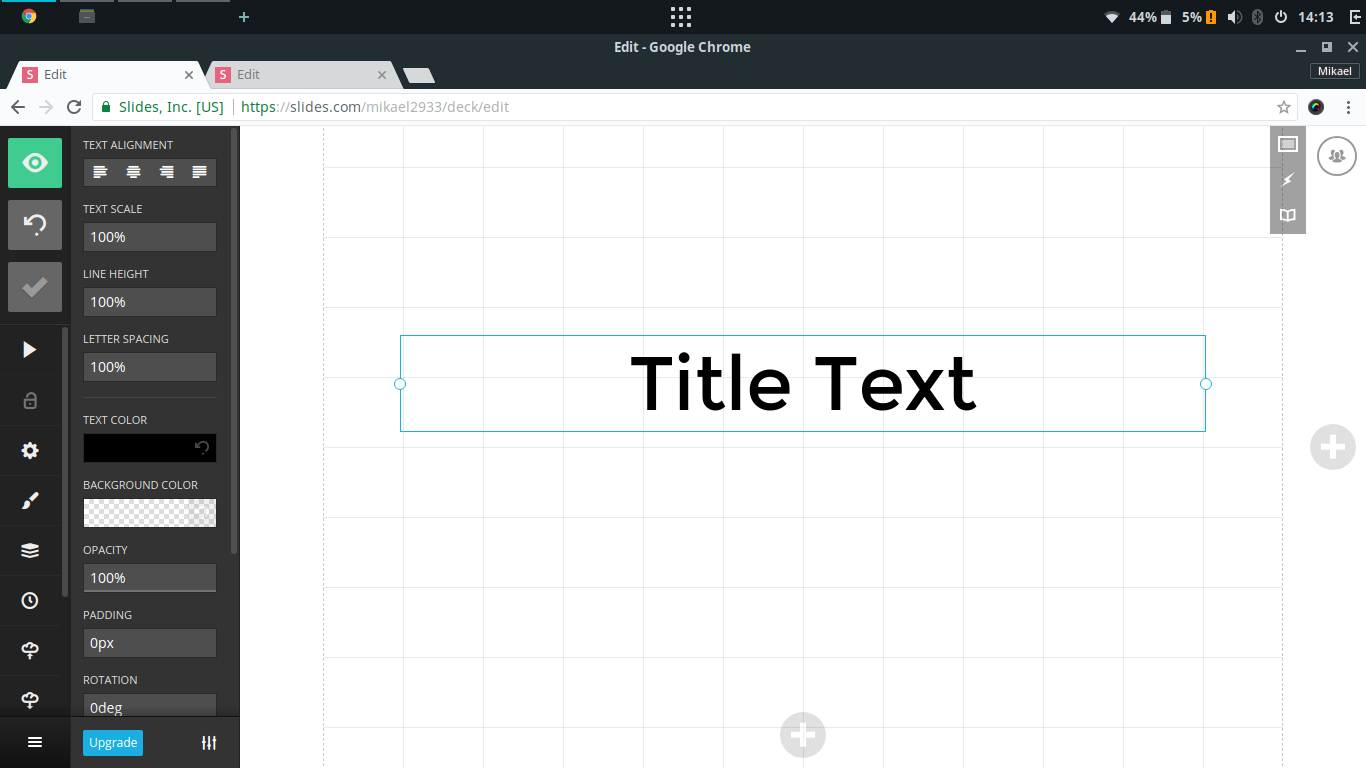 44% 5% 14:13
Edit - Google Chrome
S Edit S Edit Mikael
Slides, Inc. [US] https://slides.com/mikael2933/deck/edit
TEXT ALIGNMENT
TEXT SCALE
100%
LINE HEIGHT
100%
LETTER SPACING
100%
TEXT COLOR
BACKGROUND COLOR
OPACITY
100%
PADDING
0px
ROTATION
0deg
Upgrade
Title Text